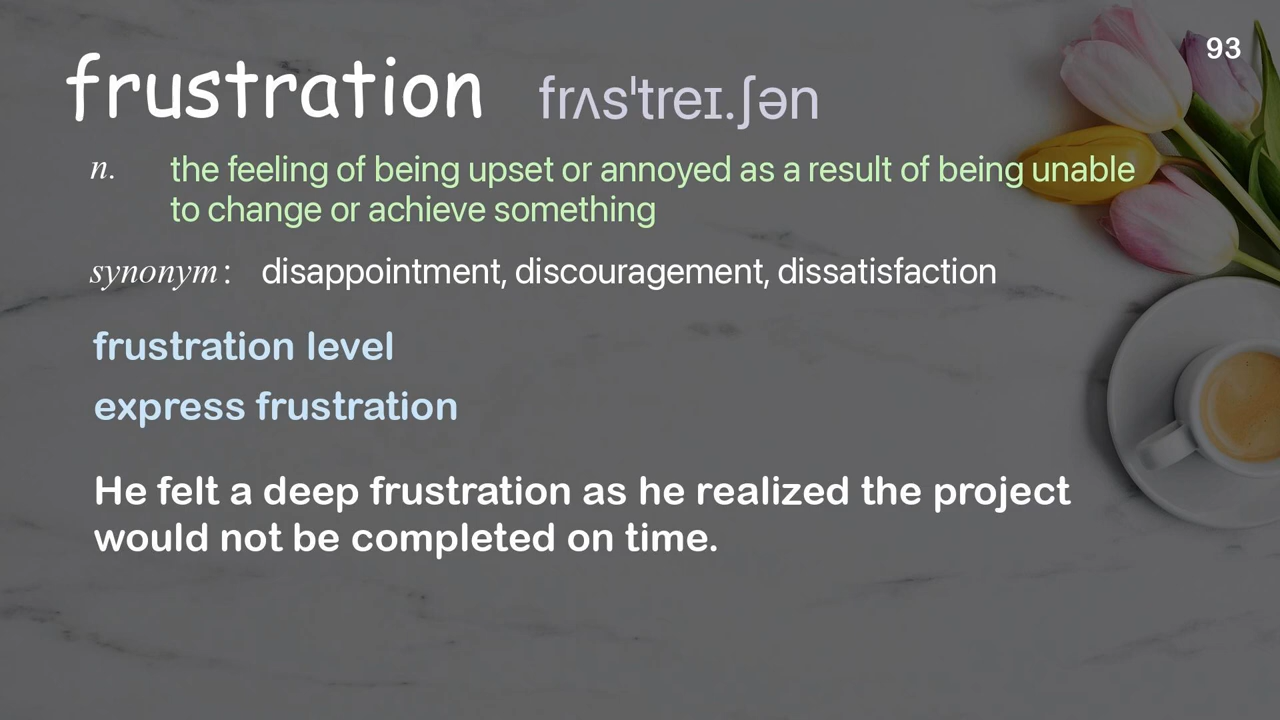 93
frustration frʌsˈtreɪ.ʃən
n. the feeling of being upset or annoyed as a result of being unable
to change or achieve something
synonym: disappointment, discouragement, dissatisfaction
frustration level
express frustration
He felt a deep frustration as he realized the project
would not be completed on time.